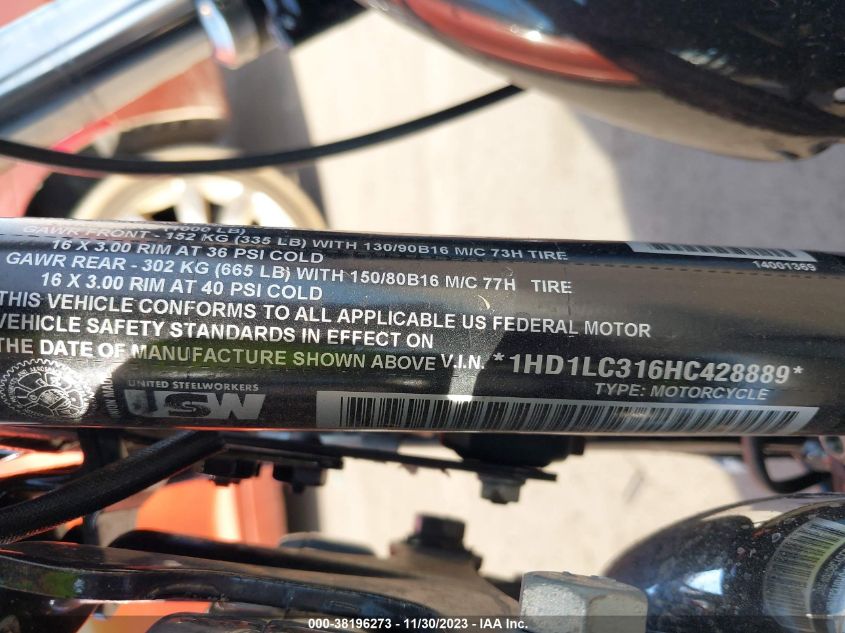 GAWR FRONT - 152 KG (335 LB) WITH 130/90B16 M/C 73H TIRE
16 X 3.00 RIM AT 36 PSI COLD
GAWR REAR - 302 KG (665 LB) WITH 150/80B16 M/C 77H TIRE
16 X 3.00 RIM AT 40 PSI COLD
THIS VEHICLE CONFORMS TO ALL APPLICABLE US FEDERAL MOTOR
VEHICLE SAFETY STANDARDS IN EFFECT ON
THE DATE OF MANUFACTURE SHOWN ABOVE V.I.N. *1HD1LC316HC428889*
TYPE: MOTORCYCLE
14001369
UNITED STEELWORKERS
USW
000-38196273 - 11/30/2023 - IAA Inc.